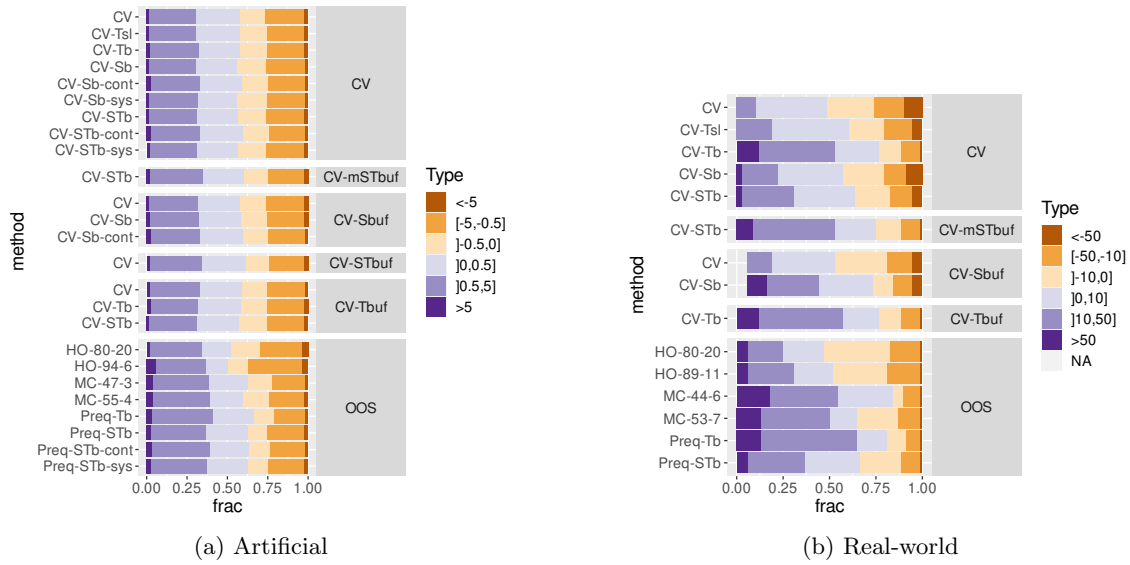 CV
CV-Tsl
CV-Tb
CV-Sb
CV-Sb-cont
CV-Sb-sys
CV-STb
CV-STb-cont
CV-STb-sys
CV
CV-STb
CV-mSTbuf
CV
CV-Sb
CV-Sb-cont
CV-Sbuf
CV
CV-STbuf
CV
CV-Tb
CV-STb
CV-Tbuf
HO-80-20
HO-94-6
MC-47-3
MC-55-4
Preq-Tb
Preq-STb
Preq-STb-cont
Preq-STb-sys
OOS
method
0.00 0.25 0.50 0.75 1.00
frac
Type
<-5
[-5,-0.5]
]-0.5,0]
]0,0.5]
]0.5,5]
>5
(a) Artificial
CV
CV-Tsl
CV-Tb
CV-Sb
CV-STb
CV
CV-STb
CV-mSTbuf
CV
CV-Sb
CV-Sbuf
CV-Tb
CV-Tbuf
HO-80-20
HO-89-11
MC-44-6
MC-53-7
Preq-Tb
Preq-STb
OOS
method
0.00 0.25 0.50 0.75 1.00
frac
Type
<-50
[-50,-10]
]-10,0]
]0,10]
]10,50]
>50
NA
(b) Real-world